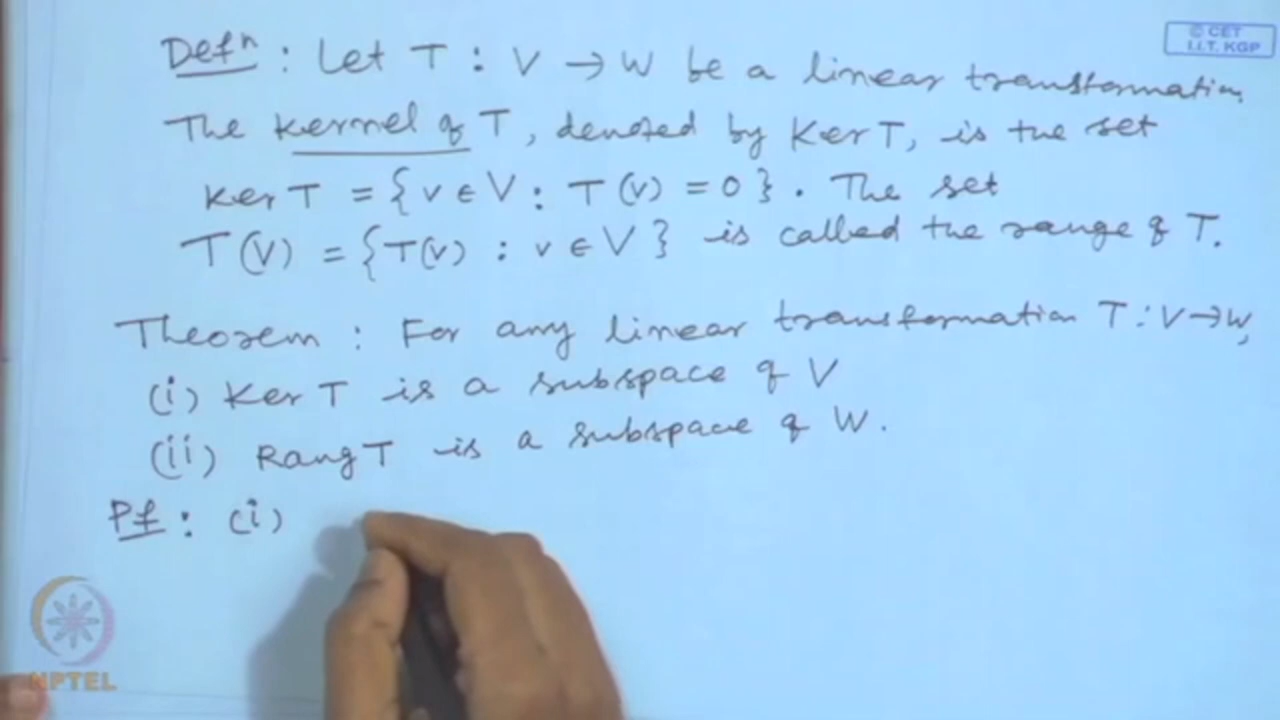 © CET
I.I.T. KGP
Defn : Let T : V → W be a linear transformation.
The kernel of T, denoted by Ker T, is the set
Ker T = {v ∈ V : T(v) = 0}. The set
T(V) = {T(v) : v ∈ V} is called the range of T.
Theorem : For any linear transformation T : V → W,
(i) Ker T is a subspace of V
(ii) Rang T is a subspace of W.
Pf : (i)
NPTEL